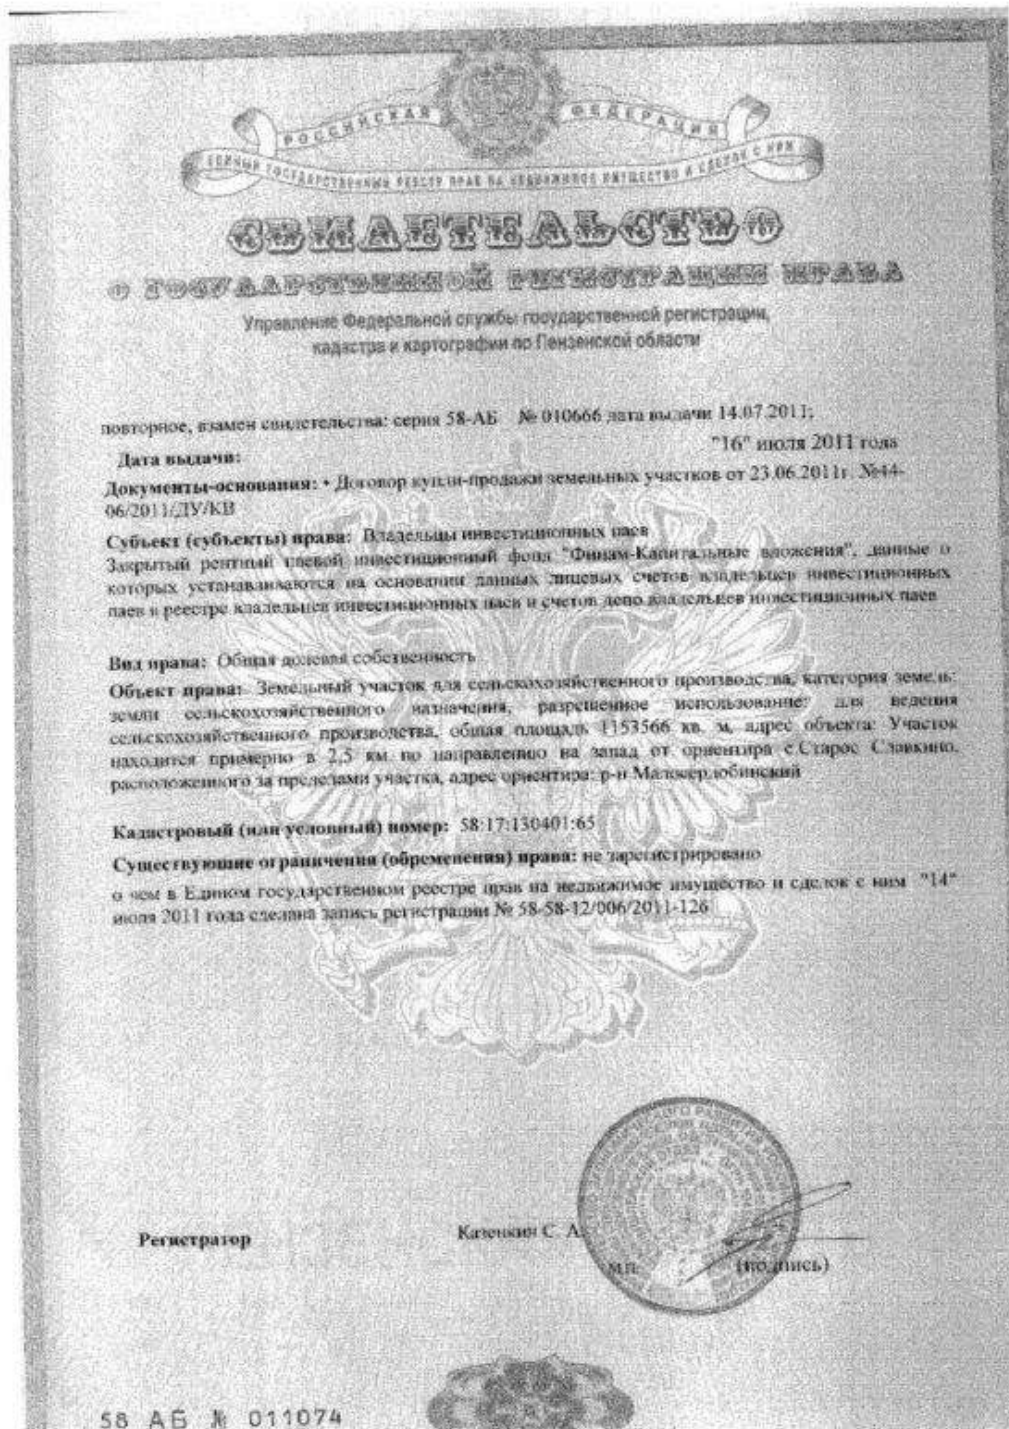 РОССИЙСКАЯ ФЕДЕРАЦИЯ
ЕДИНЫЙ ГОСУДАРСТВЕННЫЙ РЕЕСТР ПРАВ НА НЕДВИЖИМОЕ ИМУЩЕСТВО И СДЕЛОК С НИМ
СВИДЕТЕЛЬСТВО
О ГОСУДАРСТВЕННОЙ РЕГИСТРАЦИИ ПРАВА
Управление Федеральной службы государственной регистрации,
кадастра и картографии по Пензенской области
повторное, взамен свидетельства: серия 58-АБ № 010666 дата выдачи 14.07.2011;
Дата выдачи: "16" июля 2011 года
Документы-основания: • Договор купли-продажи земельных участков от 23.06.2011г. №44-
06/2011/ДУ/КВ
Субъект (субъекты) права: Владельцы инвестиционных паев
Закрытый рентный паевой инвестиционный фонд "Финам-Капитальные вложения", данные о
которых устанавливаются на основании данных лицевых счетов владельцев инвестиционных
паев в реестре владельцев инвестиционных паев и счетов депо владельцев инвестиционных паев
Вид права: Общая долевая собственность
Объект права: Земельный участок для сельскохозяйственного производства, категория земель:
земли сельскохозяйственного назначения, разрешенное использование: для ведения
сельскохозяйственного производства, общая площадь 1153566 кв. м, адрес объекта: Участок
находится примерно в 2,5 км по направлению на запад от ориентира с.Старое Славкино,
расположенного за пределами участка, адрес ориентира: р-н Малосердобинский
Кадастровый (или условный) номер: 58:17:130401:65
Существующие ограничения (обременения) права: не зарегистрировано
о чем в Едином государственном реестре прав на недвижимое имущество и сделок с ним "14"
июля 2011 года сделана запись регистрации № 58-58-12/006/2011-126
Регистратор Казенкин С. А.
М.П. (подпись)
58 АБ № 011074